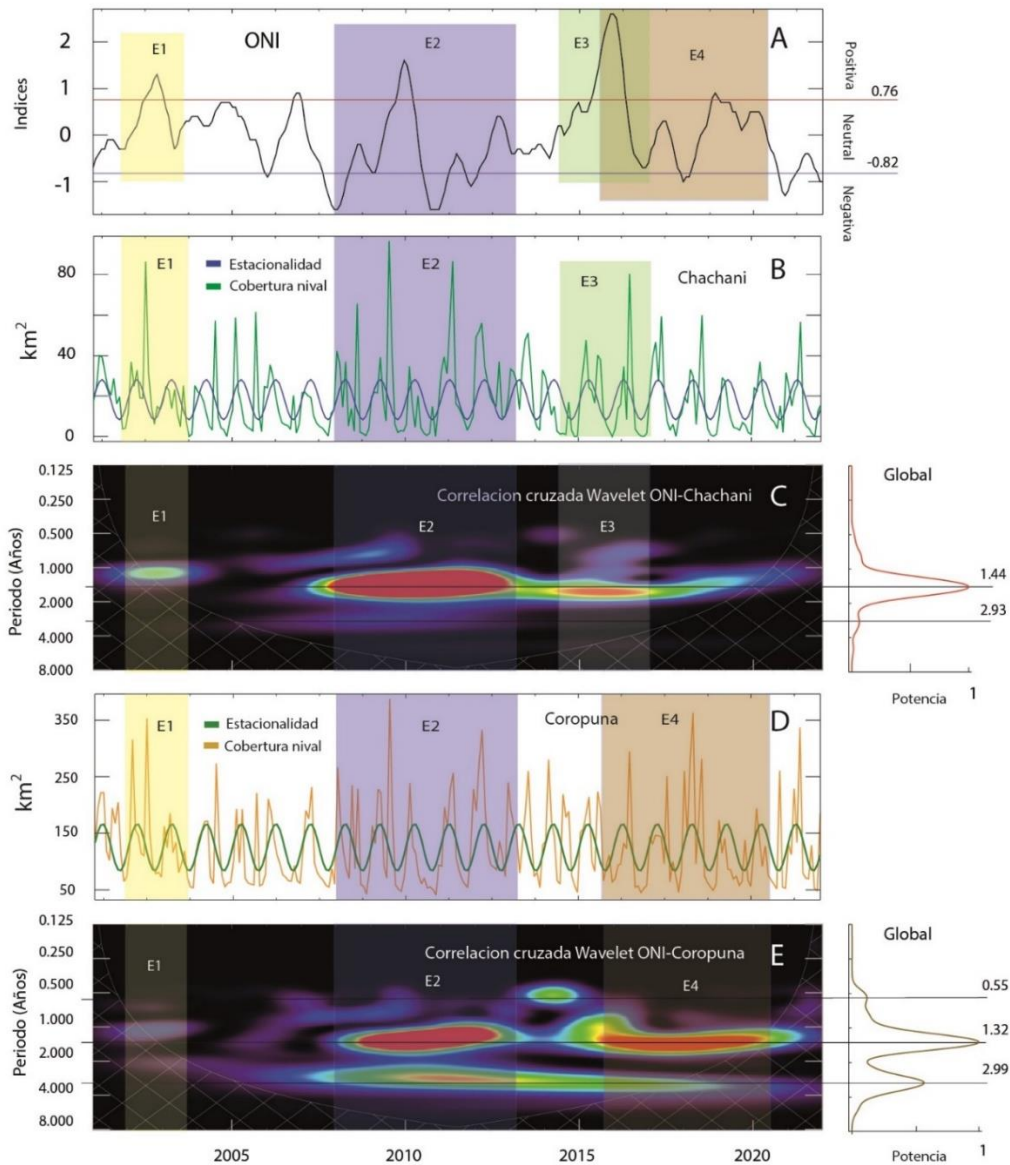 ONI
A
E1
E2
E3
E4
Indices
2
1
0
-1
Positiva
Neutral
Negativa
0.76
-0.82
B
Chachani
E1
E2
E3
Estacionalidad
Cobertura nival
km2
80
40
0
Correlacion cruzada Wavelet ONI-Chachani
C
E1
E2
E3
Periodo (Años)
0.125
0.250
0.500
1.000
2.000
4.000
8.000
Global
1.44
2.93
Potencia
1
Coropuna
D
E1
E2
E4
Estacionalidad
Cobertura nival
km2
350
250
150
50
Correlacion cruzada Wavelet ONI-Coropuna
E
E1
E2
E4
Periodo (Años)
0.125
0.250
0.500
1.000
2.000
4.000
8.000
2005
2010
2015
2020
Global
0.55
1.32
2.99
Potencia
1